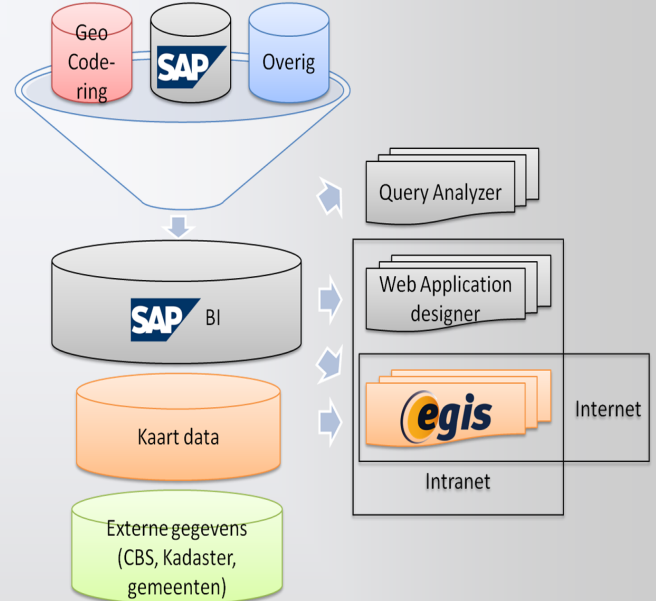 Geo
Code-
ring
SAP
Overig
Query Analyzer
SAP BI
Web Application
designer
Kaart data
egis
Internet
Intranet
Externe gegevens
(CBS, Kadaster,
gemeenten)